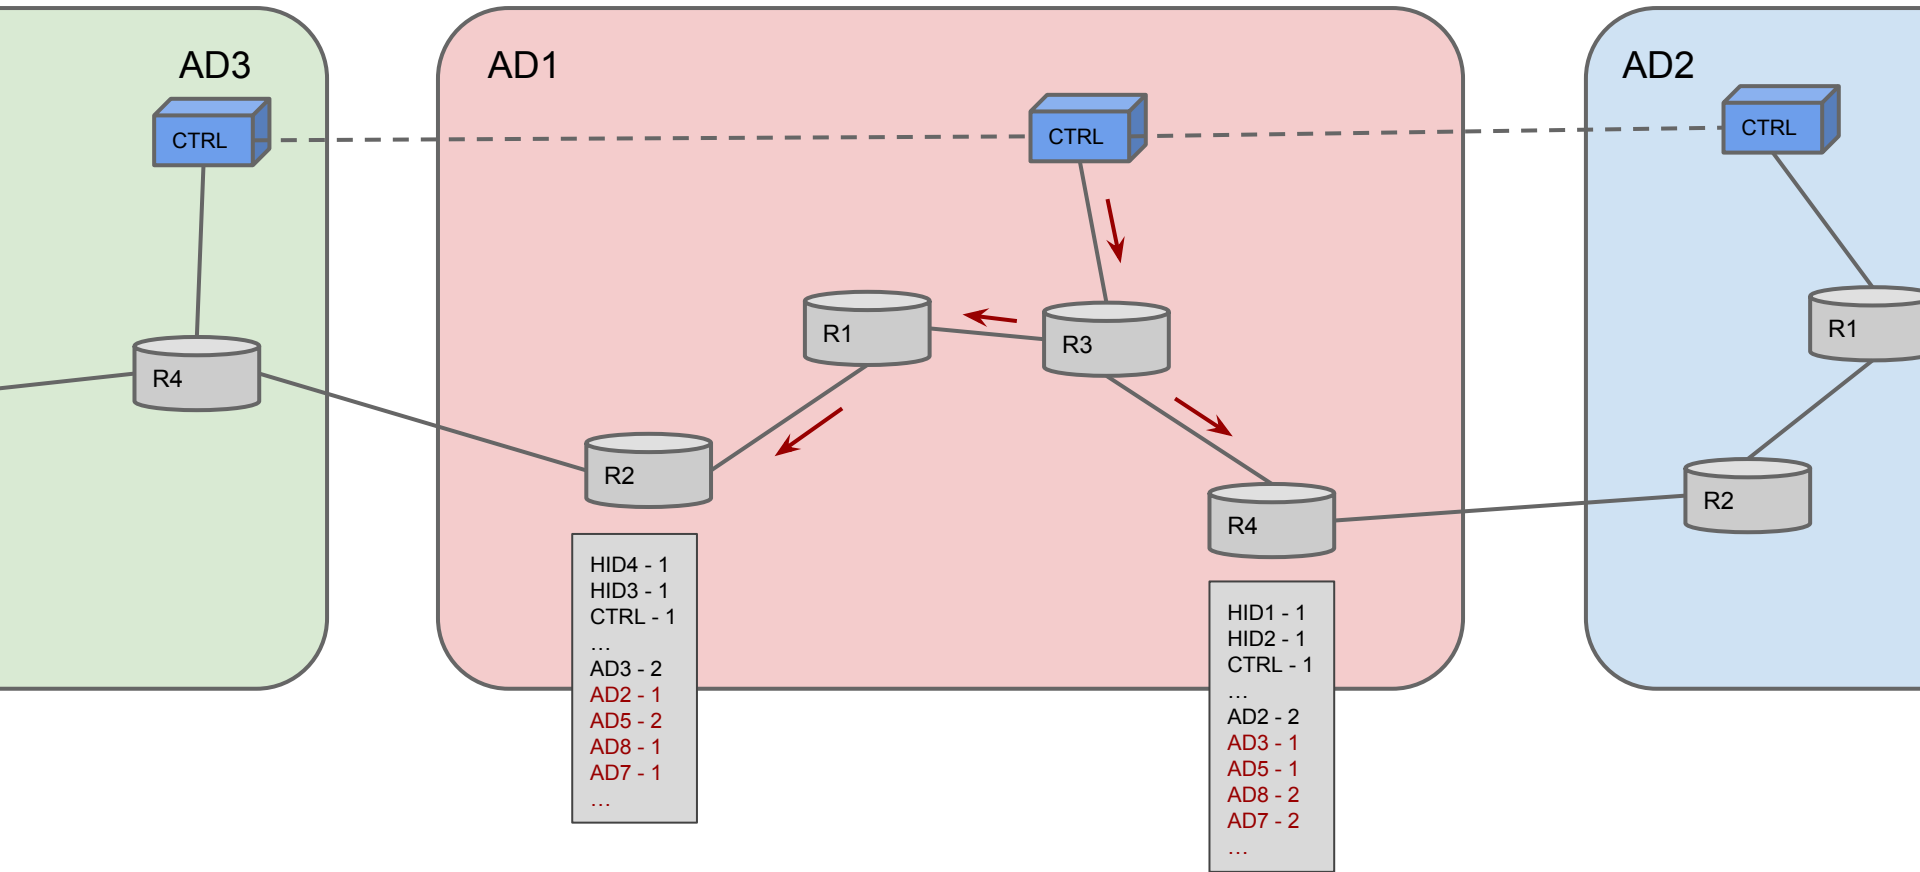 AD3
AD1
AD2
CTRL
CTRL
CTRL
R1
R3
R1
R4
R2
R4
R2
HID4 - 1
HID3 - 1
CTRL - 1
…
AD3 - 2
AD2 - 1
AD5 - 2
AD8 - 1
AD7 - 1
…
HID1 - 1
HID2 - 1
CTRL - 1
…
AD2 - 2
AD3 - 1
AD5 - 1
AD8 - 2
AD7 - 2
…